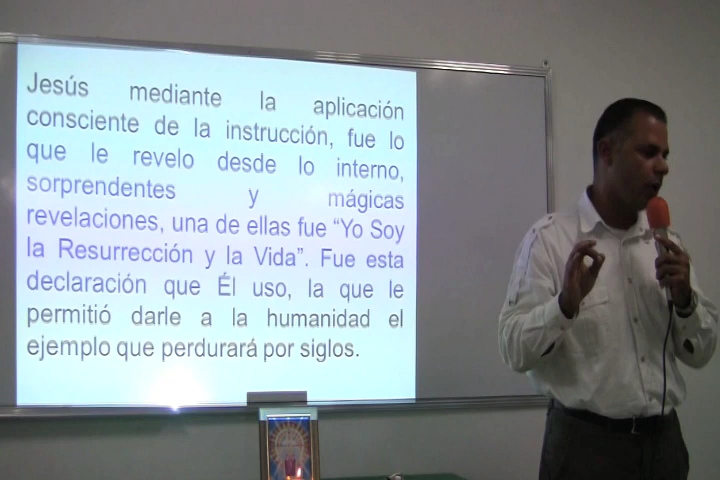 Jesús mediante la aplicación
consciente de la instrucción, fue lo
que le revelo desde lo interno,
sorprendentes y mágicas
revelaciones, una de ellas fue “Yo Soy
la Resurrección y la Vida”. Fue esta
declaración que Él uso, la que le
permitió darle a la humanidad el
ejemplo que perdurará por siglos.